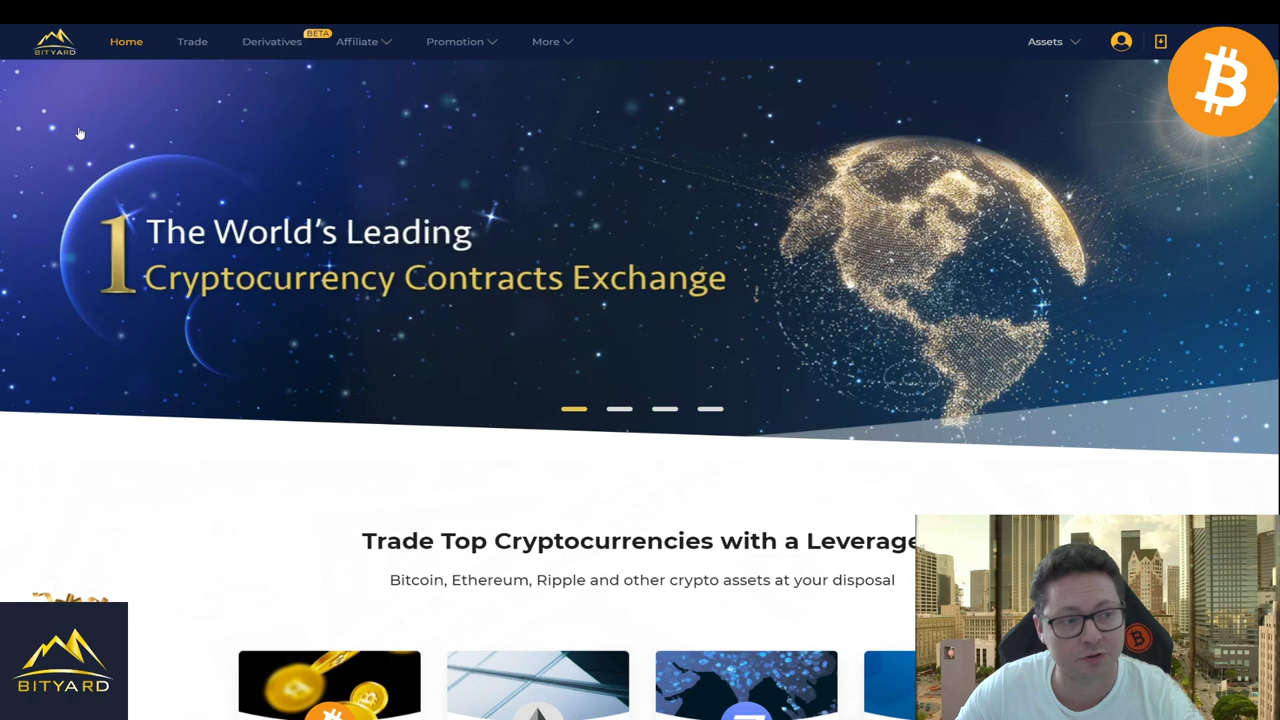 BITYARD
Home
Trade
Derivatives
BETA
Affiliate
Promotion
More
Assets
1
The World's Leading
Cryptocurrency Contracts Exchange
Trade Top Cryptocurrencies with a Leverage
Bitcoin, Ethereum, Ripple and other crypto assets at your disposal
BITYARD